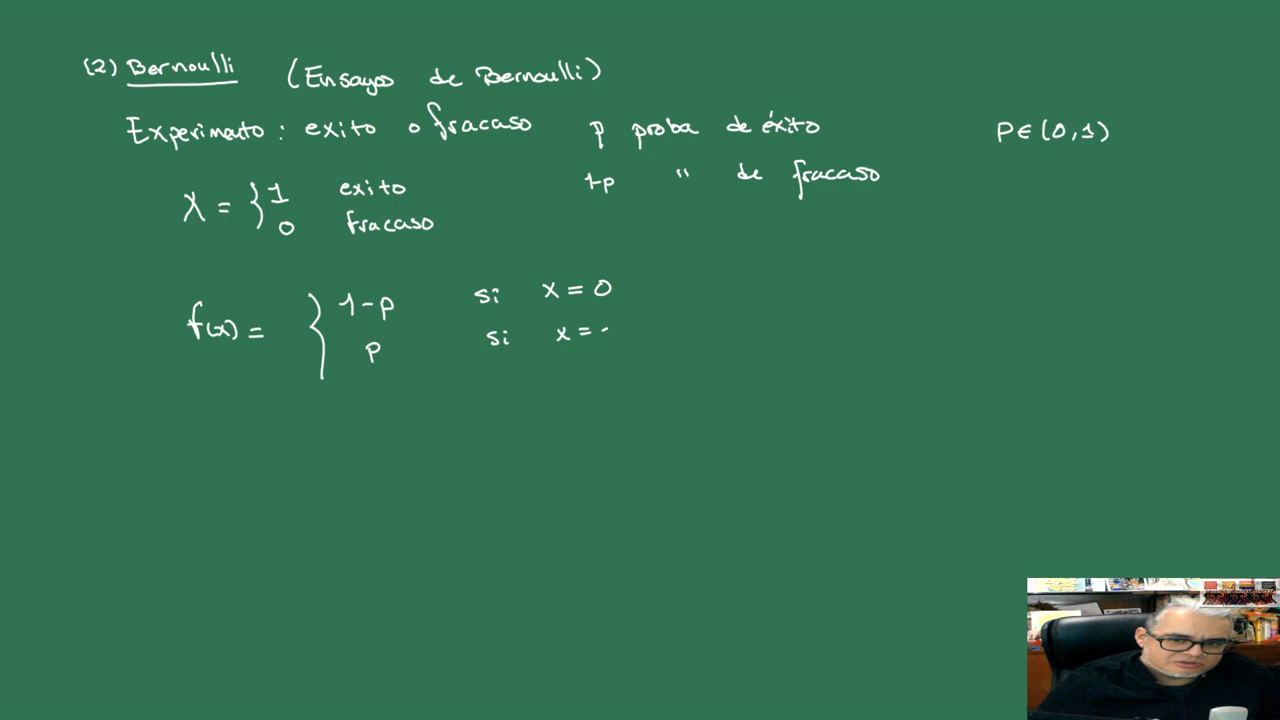 (2) Bernoulli (Ensayos de Bernoulli)
Experimento: exito o fracaso p proba de éxito P∈(0,1)
1-p " de fracaso
X = { 1 exito
0 fracaso
f(x) = { 1-p si x = 0
p si x =